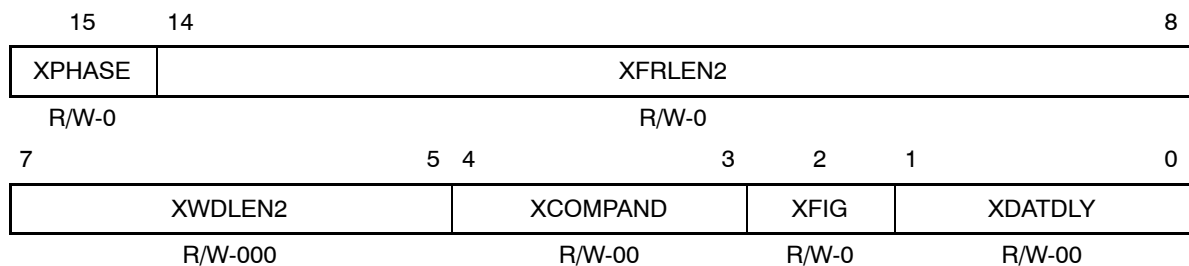 15 14 8
XPHASE XFRLEN2
R/W-0 R/W-0
7 5 4 3 2 1 0
XWDLEN2 XCOMPAND XFIG XDATDLY
R/W-000 R/W-00 R/W-0 R/W-00